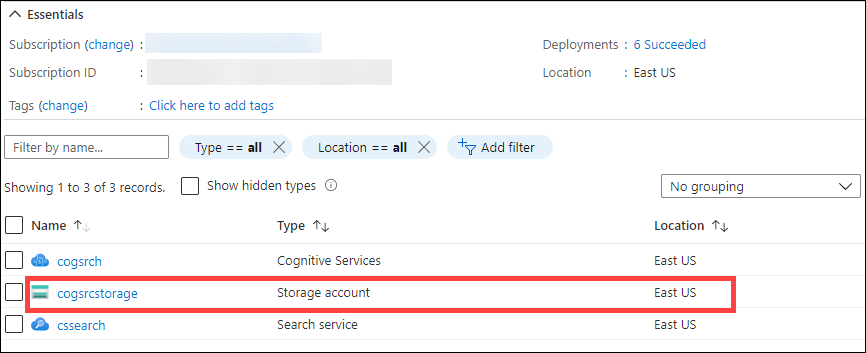 Essentials
Subscription (change) : Deployments : 6 Succeeded
Subscription ID : Location : East US
Tags (change) : Click here to add tags
Filter by name... Type == all Location == all Add filter
Showing 1 to 3 of 3 records. Show hidden types No grouping
Name Type Location
cogsrch Cognitive Services East US
cogsrcstorage Storage account East US
cssearch Search service East US